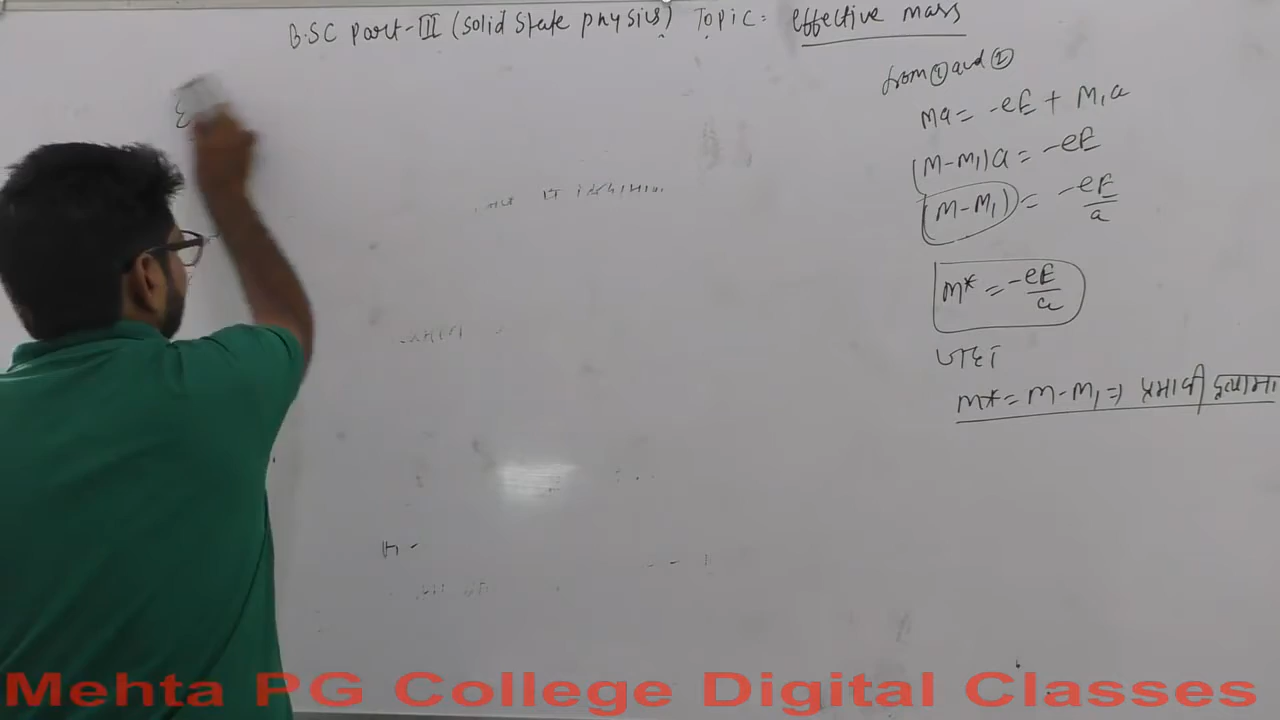 B.SC Part-III (Solid State physics) Topic: effective mass
from ① and ②
ma = -eE + m₁a
(m-m₁)a = -eE
(m-m₁) = -eE/a
m* = -eE/a
जहाँ
m* = m-m₁ = प्रभावी द्रव्यमान
Mehta PG College Digital Classes